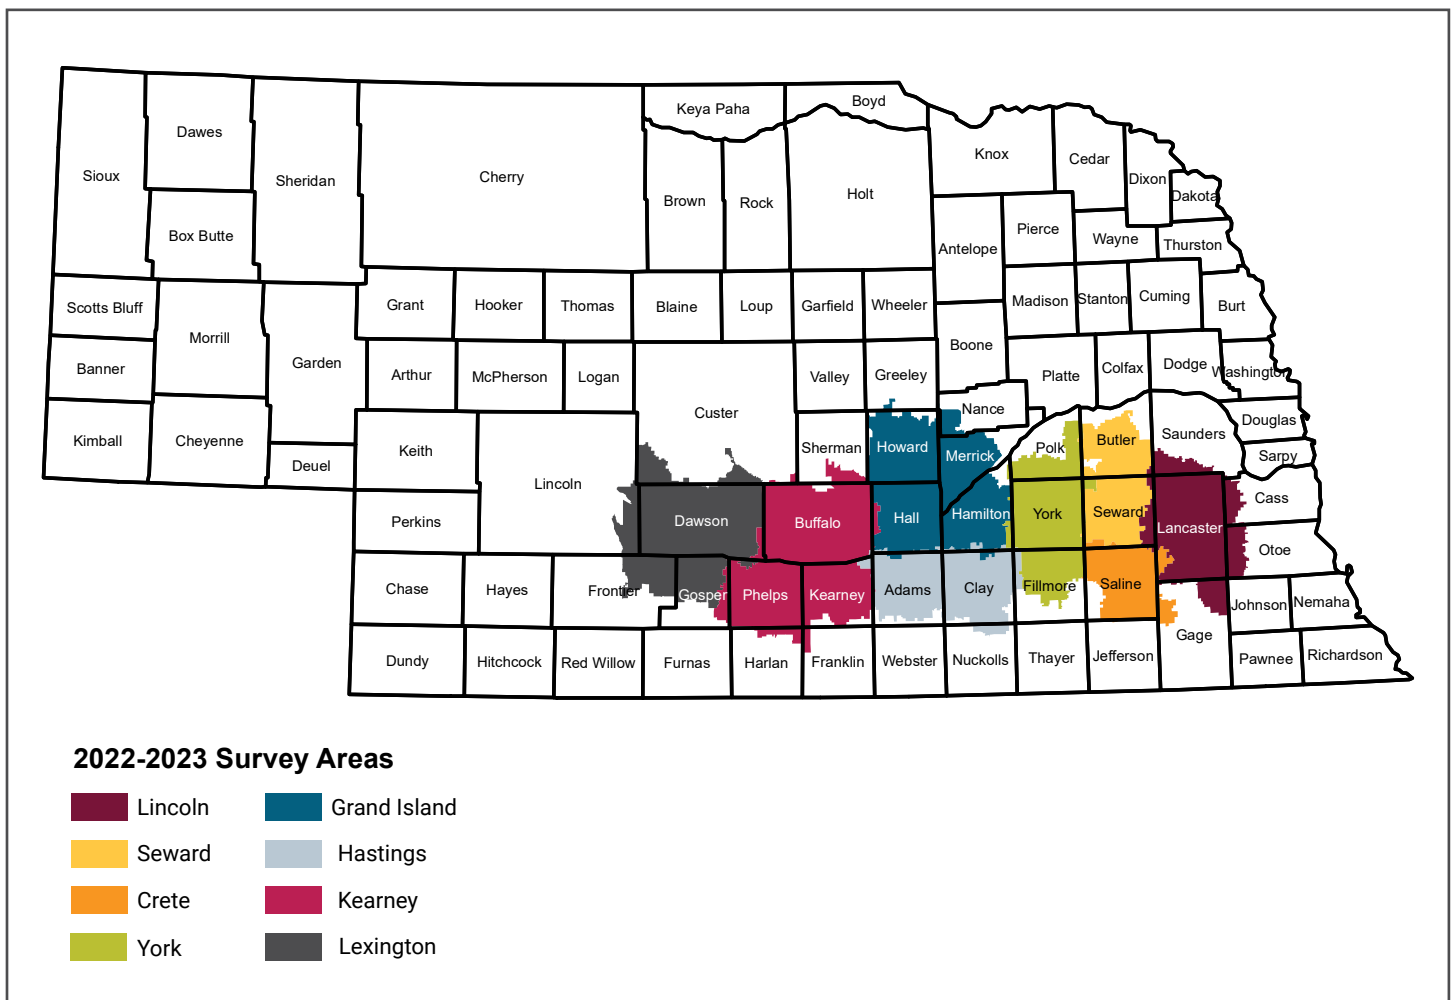 Keya Paha
Boyd
Dawes
Knox
Cedar
Sioux
Cherry
Sheridan
Dixon
Holt
Dakota
Brown
Rock
Box Butte
Pierce
Wayne
Antelope
Thurston
Scotts Bluff
Grant
Hooker
Thomas
Blaine
Loup
Garfield
Wheeler
Madison
Stanton
Cuming
Burt
Morrill
Garden
Boone
Banner
Arthur
McPherson
Logan
Valley
Greeley
Platte
Colfax
Dodge
Washington
Custer
Nance
Kimball
Cheyenne
Keith
Deuel
Sherman
Howard
Merrick
Polk
Butler
Saunders
Douglas
Sarpy
Lincoln
Cass
Perkins
Dawson
Buffalo
Hall
Hamilton
York
Seward
Lancaster
Otoe
Chase
Hayes
Frontier
Gosper
Phelps
Kearney
Adams
Clay
Fillmore
Saline
Johnson
Nemaha
Gage
Dundy
Hitchcock
Red Willow
Furnas
Harlan
Franklin
Webster
Nuckolls
Thayer
Jefferson
Pawnee
Richardson
2022-2023 Survey Areas
Lincoln
Grand Island
Seward
Hastings
Crete
Kearney
York
Lexington